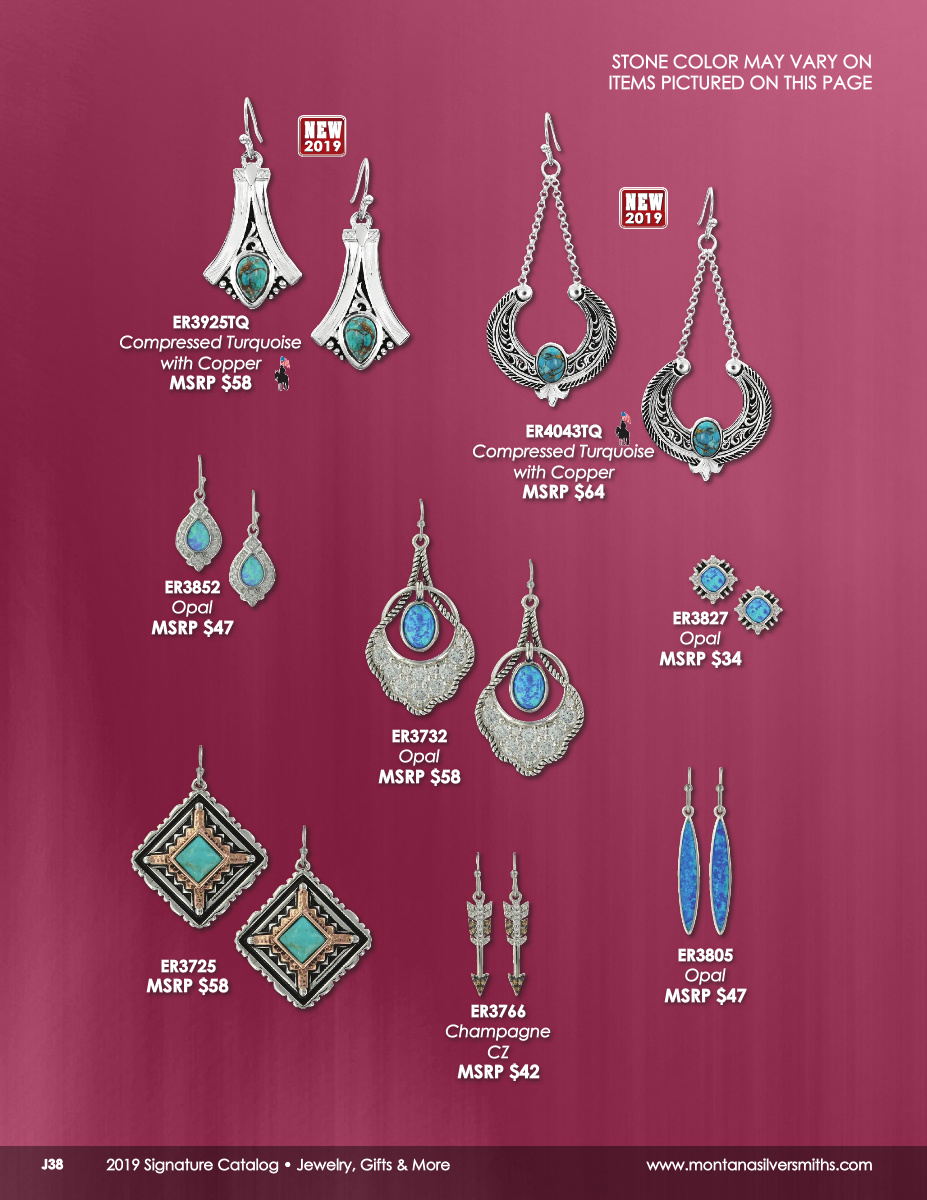 STONE COLOR MAY VARY ON
ITEMS PICTURED ON THIS PAGE
NEW
2019
NEW
2019
ER3925TQ
Compressed Turquoise
with Copper
MSRP $58
ER4043TQ
Compressed Turquoise
with Copper
MSRP $64
ER3852
Opal
MSRP $47
ER3827
Opal
MSRP $34
ER3732
Opal
MSRP $58
ER3725
MSRP $58
ER3805
Opal
MSRP $47
ER3766
Champagne
CZ
MSRP $42
J38 2019 Signature Catalog • Jewelry, Gifts & More www.montanasilversmiths.com